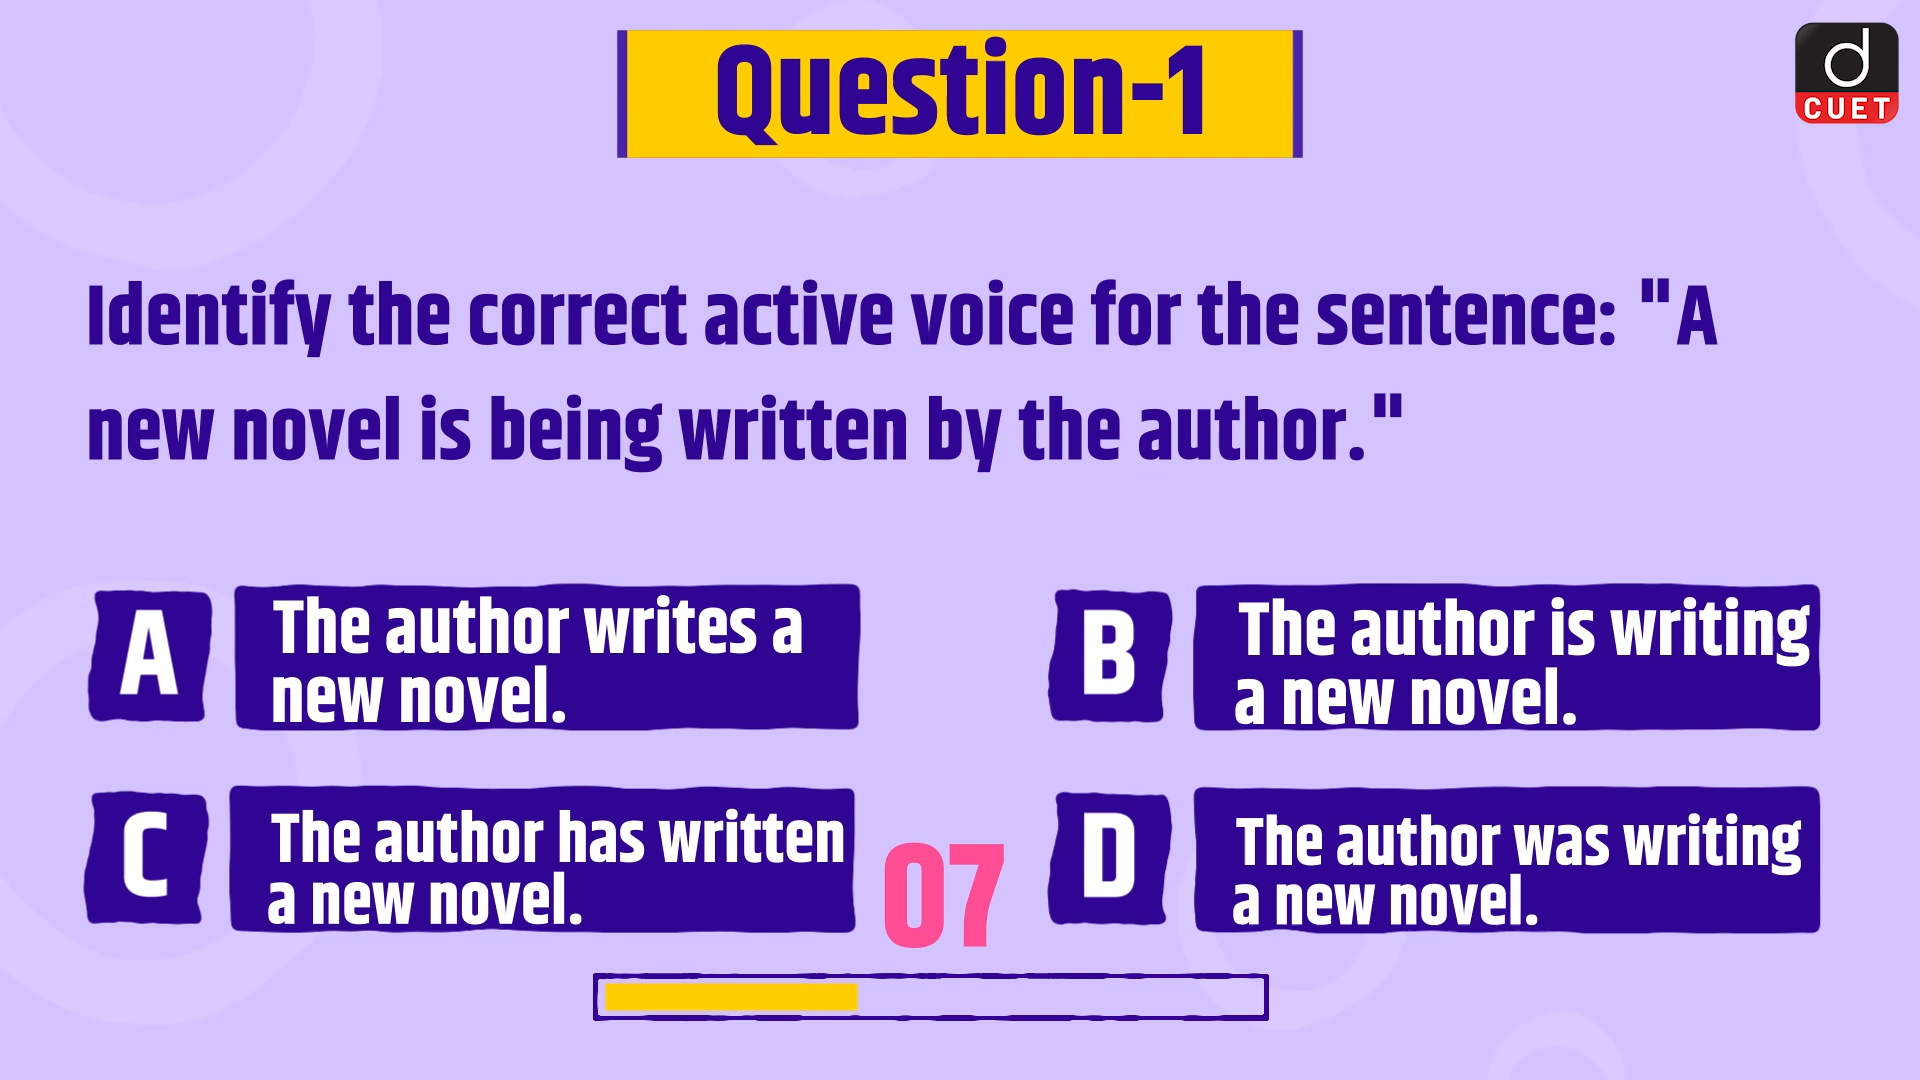 Question-1
d
CUET
Identify the correct active voice for the sentence: "A
new novel is being written by the author."
A
The author writes a
new novel.
B
The author is writing
a new novel.
C
The author has written
a new novel.
07
D
The author was writing
a new novel.